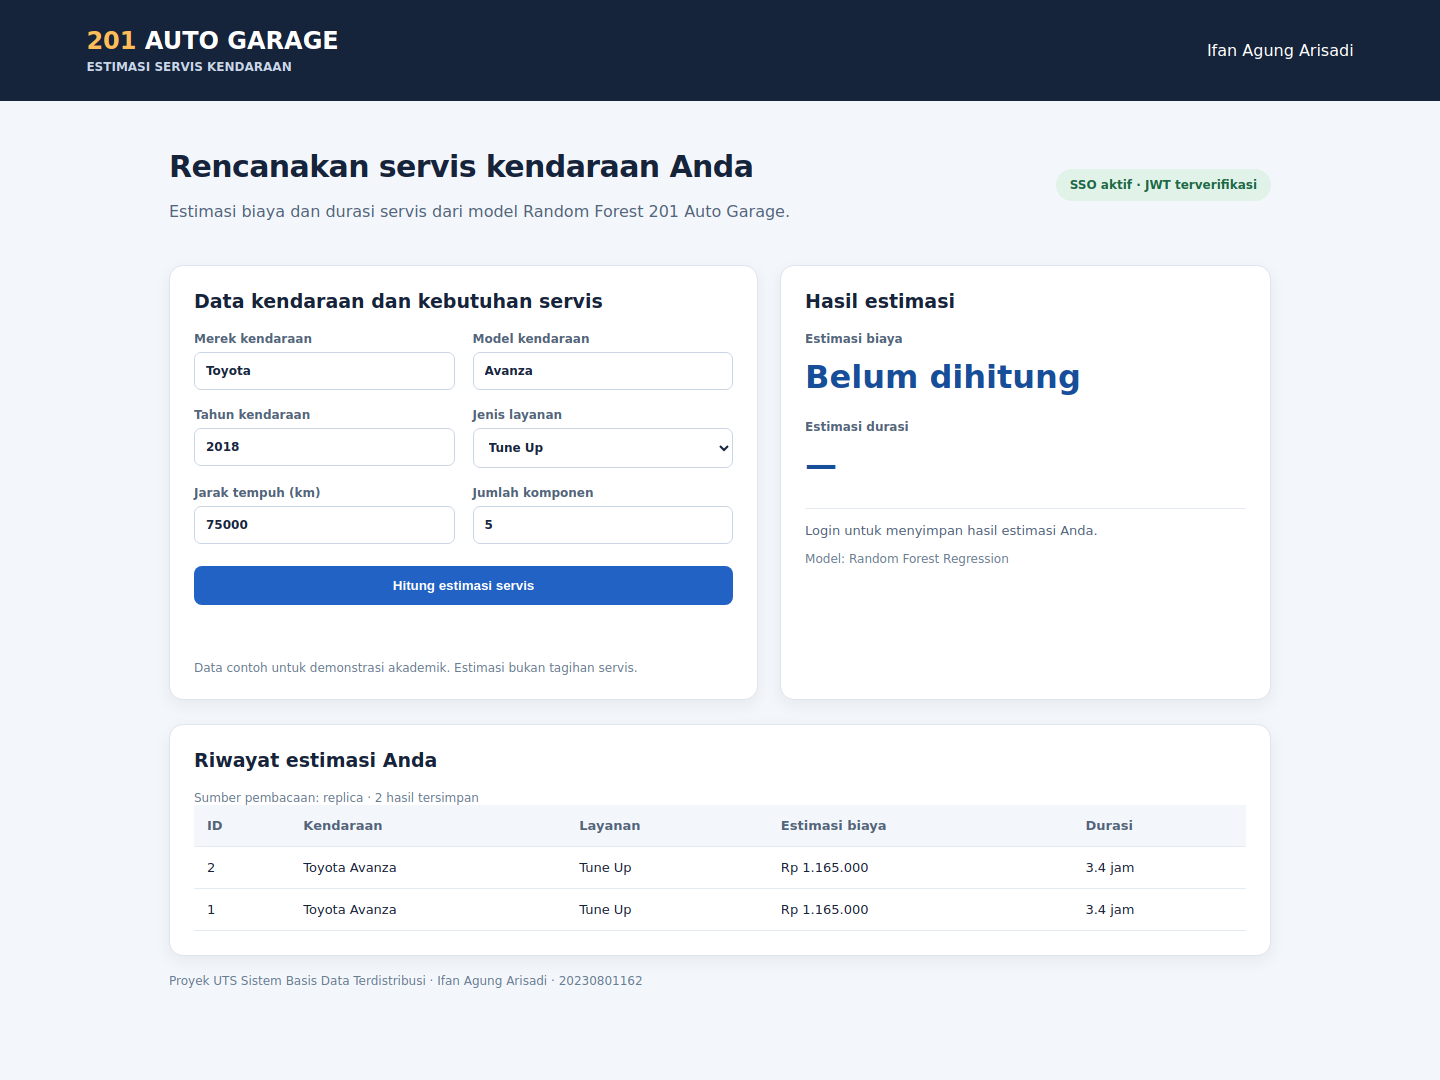 201 AUTO GARAGE
ESTIMASI SERVIS KENDARAAN
Ifan Agung Arisadi
Rencanakan servis kendaraan Anda
Estimasi biaya dan durasi servis dari model Random Forest 201 Auto Garage.
SSO aktif · JWT terverifikasi
Data kendaraan dan kebutuhan servis
Merek kendaraan
Toyota
Model kendaraan
Avanza
Tahun kendaraan
2018
Jenis layanan
Tune Up
Jarak tempuh (km)
75000
Jumlah komponen
5
Hitung estimasi servis
Data contoh untuk demonstrasi akademik. Estimasi bukan tagihan servis.
Hasil estimasi
Estimasi biaya
Belum dihitung
Estimasi durasi
—
Login untuk menyimpan hasil estimasi Anda.
Model: Random Forest Regression
Riwayat estimasi Anda
Sumber pembacaan: replica · 2 hasil tersimpan
ID Kendaraan Layanan Estimasi biaya Durasi
2 Toyota Avanza Tune Up Rp 1.165.000 3.4 jam
1 Toyota Avanza Tune Up Rp 1.165.000 3.4 jam
Proyek UTS Sistem Basis Data Terdistribusi · Ifan Agung Arisadi · 20230801162